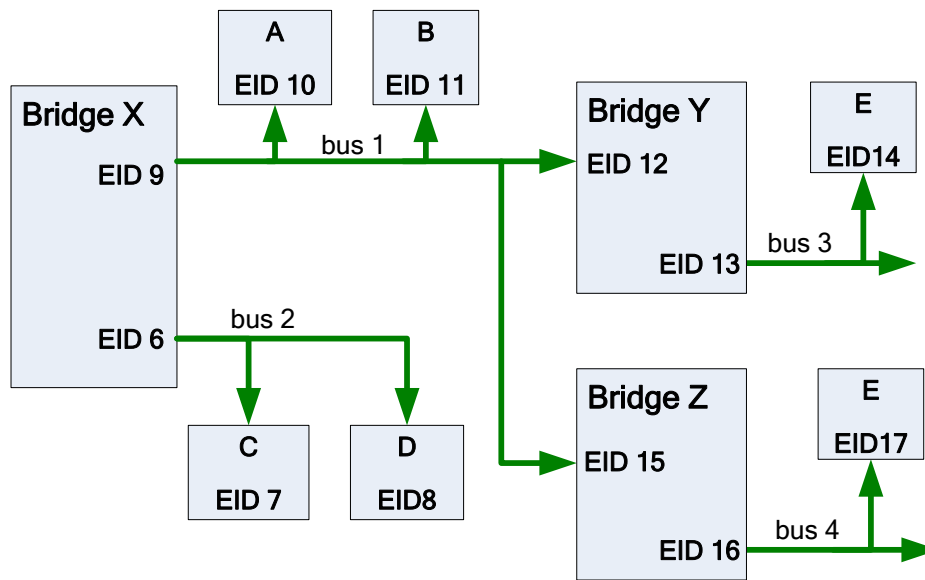 A
EID 10
B
EID 11
Bridge X
EID 9
bus 1
Bridge Y
EID 12
E
EID14
bus 3
EID 13
bus 2
EID 6
C
EID 7
D
EID8
Bridge Z
EID 15
E
EID17
bus 4
EID 16